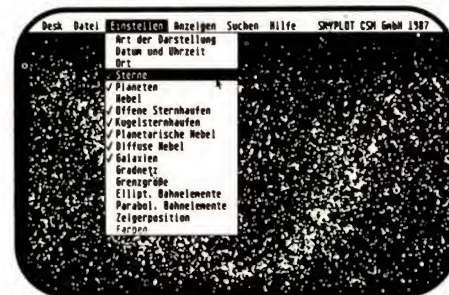 Desk Datei Einstellen Anzeigen Suchen Hilfe SKYPLOT CSM GmbH 1987
Art der Darstellung
Datum und Uhrzeit
Ort
✓ Sterne
✓ Planeten
Nebel
✓ Offene Sternhaufen
✓ Kugelsternhaufen
✓ Planetarische Nebel
✓ Diffuse Nebel
✓ Galaxien
Gradnetz
Grenzgröße
Ellipt. Bahnelemente
Parabol. Bahnelemente
Zeigerposition
Farben